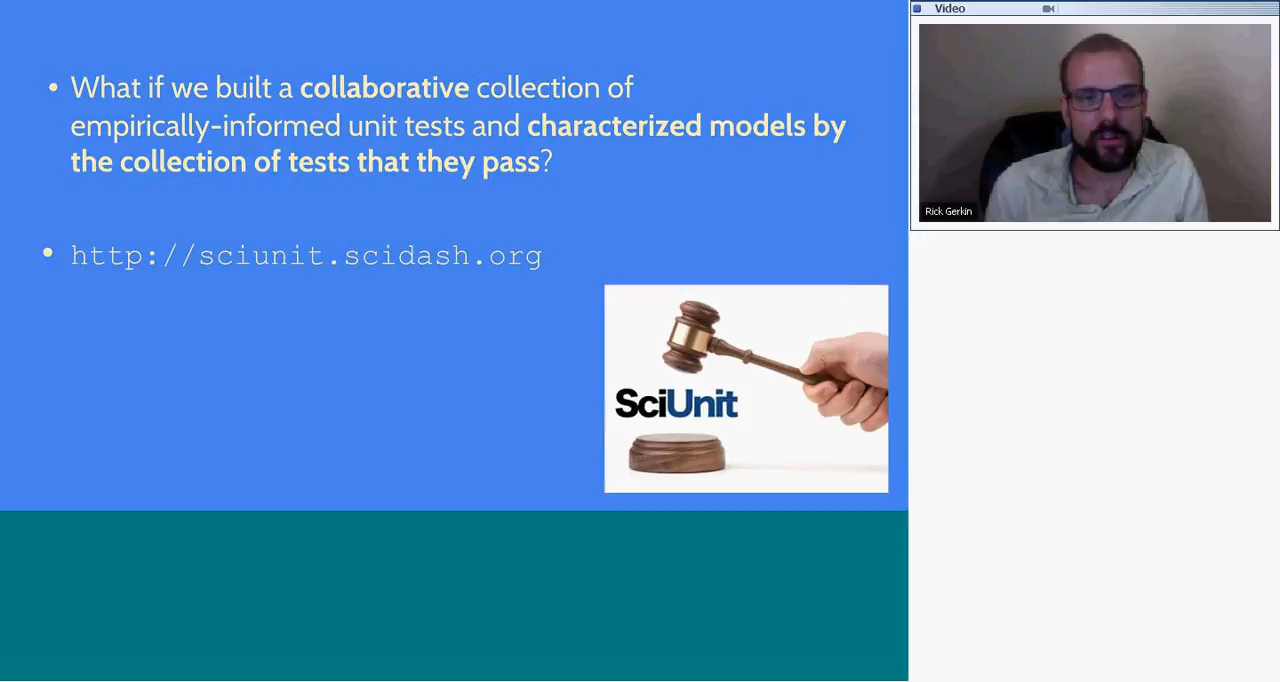 • What if we built a collaborative collection of
empirically-informed unit tests and characterized models by
the collection of tests that they pass?
• http://sciunit.scidash.org
SciUnit
Video
Rick Gerkin